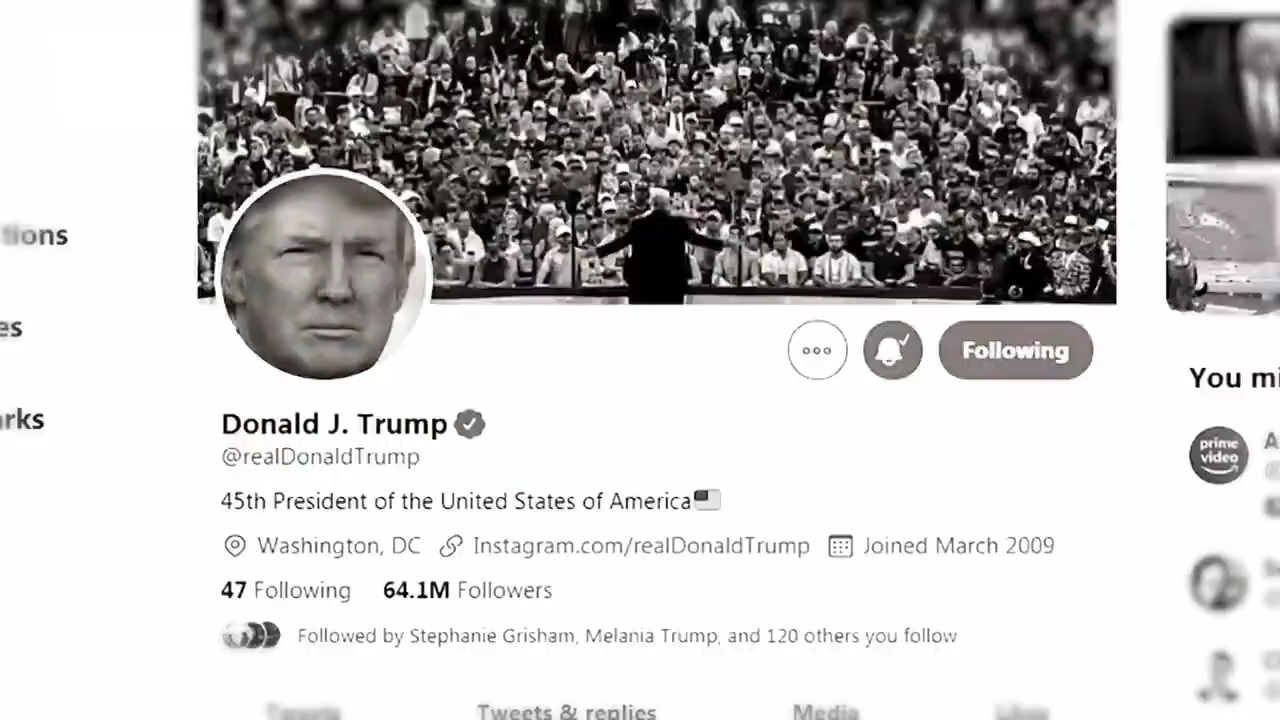 tions
es
rks
Following
Donald J. Trump
@realDonaldTrump
45th President of the United States of America
Washington, DC Instagram.com/realDonaldTrump Joined March 2009
47 Following 64.1M Followers
Followed by Stephanie Grisham, Melania Trump, and 120 others you follow
Tweets Tweets & replies Media Likes
You mi
prime
video
A